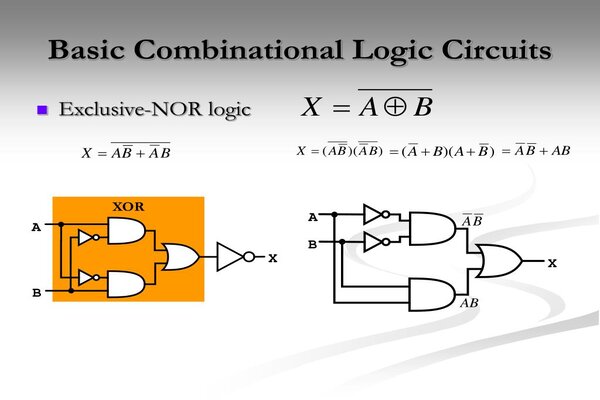 Basic Combinational Logic Circuits
Exclusive-NOR logic
X = \overline{A ⊕ B}
X = \overline{A\overline{B} + \overline{A}B}
X = (\overline{A\overline{B}})(\overline{\overline{A}B}) = (\overline{A} + B)(A + \overline{B}) = \overline{A}\,\overline{B} + AB
XOR
A
B
X
A
B
\overline{A}\,\overline{B}
X
AB